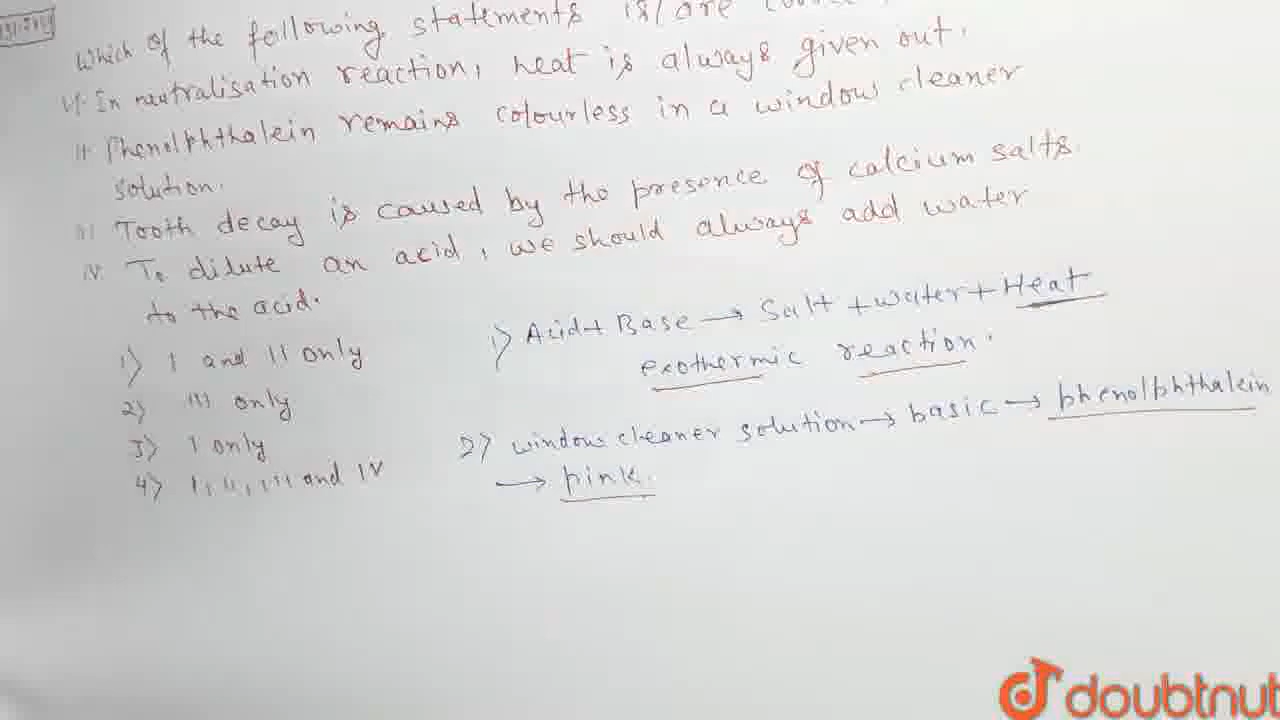 Which of the following statements is/are
I. In neutralisation reaction, heat is always given out.
II Phenolphthalein remains colourless in a window cleaner
solution.
III Tooth decay is caused by the presence of calcium salts.
IV To dilute an acid, we should always add water
to the acid.
1) I and II only
2) III only
3) I only
4) I, II, III and IV
1) Acid + Base → Salt + water + Heat
exothermic reaction.
2) window cleaner solution → basic → phenolphthalein
→ pink.
doubtnut